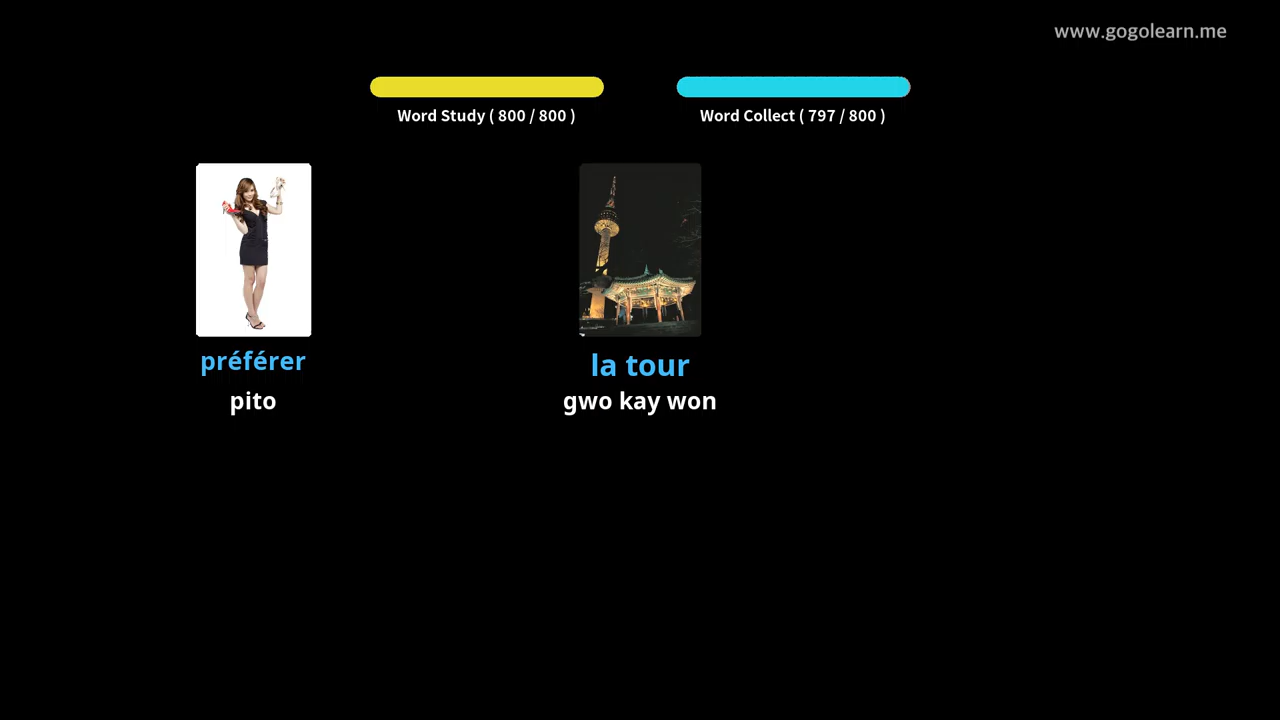 www.gogolearn.me
Word Study ( 800 / 800 )
Word Collect ( 797 / 800 )
préférer
pito
la tour
gwo kay won